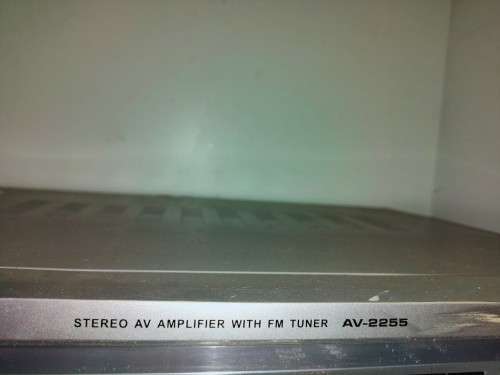 STEREO AV AMPLIFIER WITH FM TUNER AV-2255